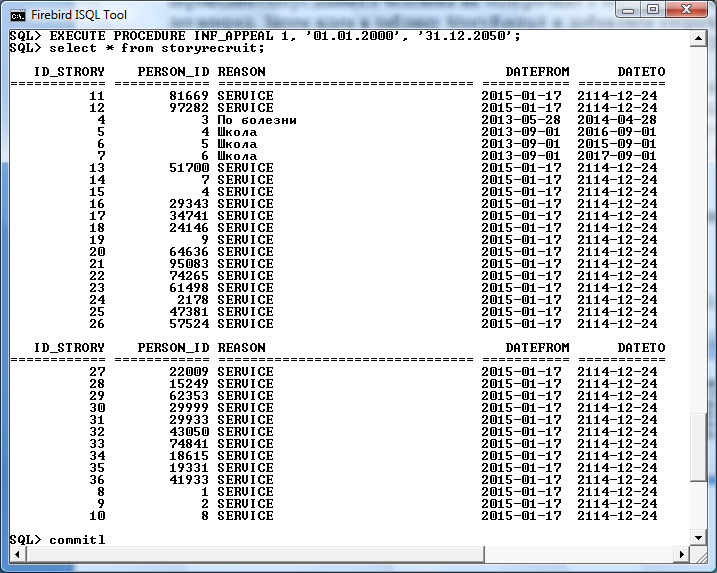 Firebird ISQL Tool
SQL> EXECUTE PROCEDURE INF_APPEAL 1, '01.01.2000', '31.12.2050';
SQL> select * from storyrecruit;
ID_STRORY PERSON_ID REASON DATEFROM DATETO
============ ============ ======================================== =========== ===========
11 81669 SERVICE 2015-01-17 2114-12-24
12 97282 SERVICE 2015-01-17 2114-12-24
4 3 По болезни 2013-05-28 2014-04-28
5 4 Школа 2013-09-01 2016-09-01
6 5 Школа 2013-09-01 2015-09-01
7 6 Школа 2013-09-01 2017-09-01
13 51700 SERVICE 2015-01-17 2114-12-24
14 7 SERVICE 2015-01-17 2114-12-24
15 4 SERVICE 2015-01-17 2114-12-24
16 29343 SERVICE 2015-01-17 2114-12-24
17 34741 SERVICE 2015-01-17 2114-12-24
18 24146 SERVICE 2015-01-17 2114-12-24
19 9 SERVICE 2015-01-17 2114-12-24
20 64636 SERVICE 2015-01-17 2114-12-24
21 95083 SERVICE 2015-01-17 2114-12-24
22 74265 SERVICE 2015-01-17 2114-12-24
23 61498 SERVICE 2015-01-17 2114-12-24
24 2178 SERVICE 2015-01-17 2114-12-24
25 47381 SERVICE 2015-01-17 2114-12-24
26 57524 SERVICE 2015-01-17 2114-12-24
ID_STRORY PERSON_ID REASON DATEFROM DATETO
============ ============ ======================================== =========== ===========
27 22009 SERVICE 2015-01-17 2114-12-24
28 15249 SERVICE 2015-01-17 2114-12-24
29 62353 SERVICE 2015-01-17 2114-12-24
30 29999 SERVICE 2015-01-17 2114-12-24
31 29933 SERVICE 2015-01-17 2114-12-24
32 43050 SERVICE 2015-01-17 2114-12-24
33 74841 SERVICE 2015-01-17 2114-12-24
34 18615 SERVICE 2015-01-17 2114-12-24
35 19331 SERVICE 2015-01-17 2114-12-24
36 41933 SERVICE 2015-01-17 2114-12-24
8 1 SERVICE 2015-01-17 2114-12-24
9 2 SERVICE 2015-01-17 2114-12-24
10 8 SERVICE 2015-01-17 2114-12-24
SQL> commitl